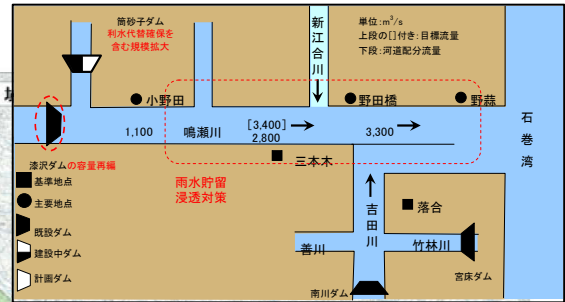 筒砂子ダム
利水代替確保を
含む規模拡大
新江合川
単位:m³/s
上段の[]付き:目標流量
下段:河道配分流量
小野田
野田橋
野蒜
石巻湾
1,100
鳴瀬川
[3,400]
2,800
3,300
漆沢ダムの容量再編
三本木
雨水貯留
浸透対策
基準地点
主要地点
既設ダム
建設中ダム
計画ダム
吉田川
落合
善川
竹林川
宮床ダム
南川ダム